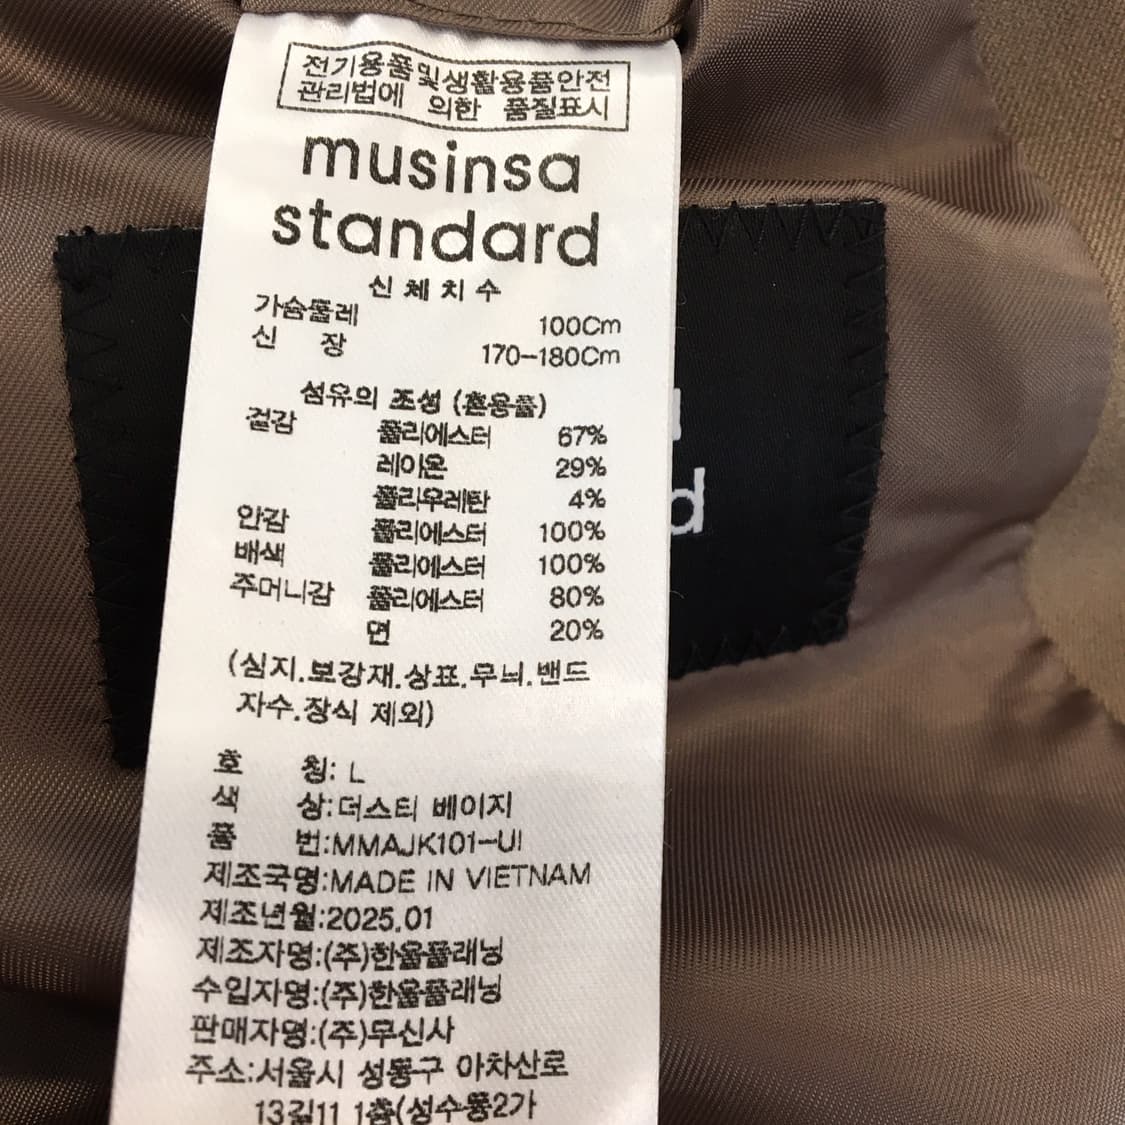 전기용품및생활용품안전
관리법에 의한 품질표시
musinsa
standard
신체치수
가슴둘레 100Cm
신 장 170-180Cm
섬유의 조성 (혼용률)
겉감 폴리에스터 67%
레이온 29%
폴리우레탄 4%
안감 폴리에스터 100%
배색 폴리에스터 100%
주머니감 폴리에스터 80%
면 20%
(심지.보강재.상표.무늬.밴드
자수.장식 제외)
호 칭: L
색 상:더스티 베이지
품 번:MMAJK101-UI
제조국명:MADE IN VIETNAM
제조년월:2025.01
제조자명:(주)한울플래닝
수입자명:(주)한울플래닝
판매자명:(주)무신사
주소:서울시 성동구 아차산로
13길11 1층(성수동2가
d